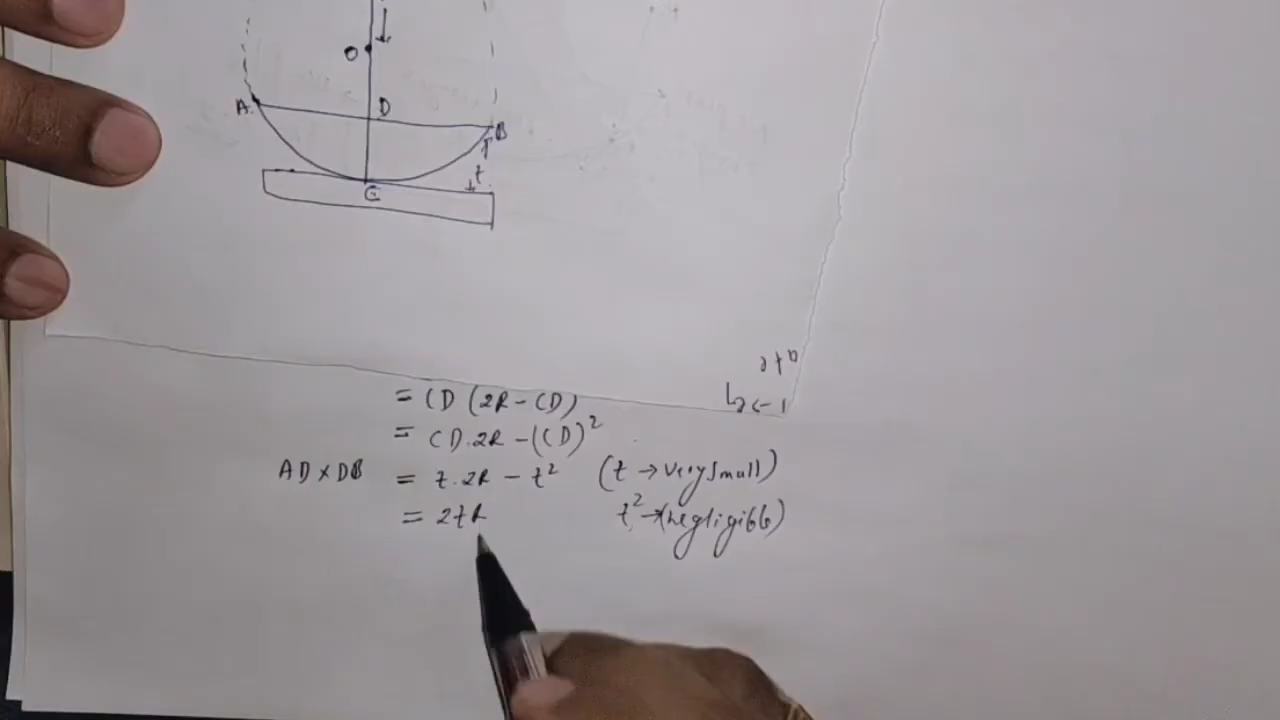 O
A
D
B
t
C
= CD (2R - CD)
= CD.2R - (CD)²
AD × DB = t.2R - t² (t → very small)
= 2tR t² → (negligible)